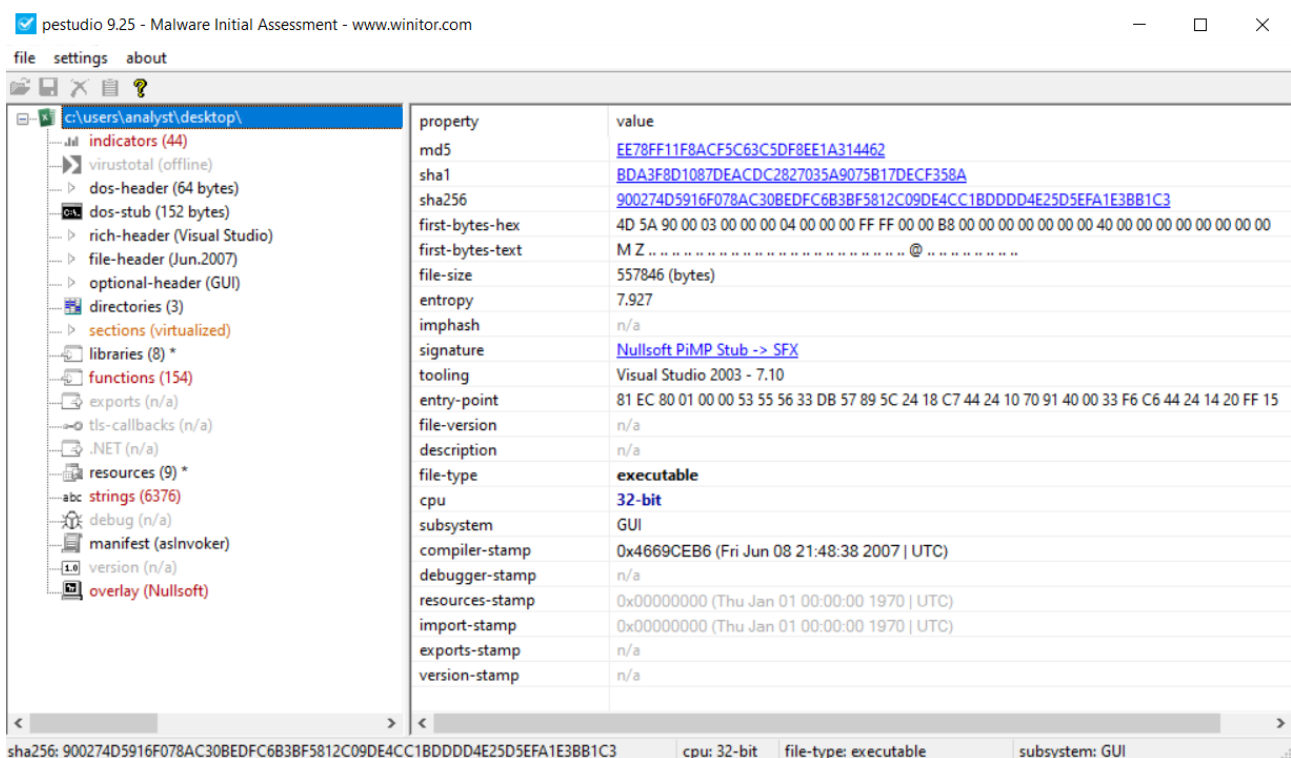 pestudio 9.25 - Malware Initial Assessment - www.winitor.com
file settings about
c:\users\analyst\desktop\
indicators (44)
virustotal (offline)
dos-header (64 bytes)
dos-stub (152 bytes)
rich-header (Visual Studio)
file-header (Jun.2007)
optional-header (GUI)
directories (3)
sections (virtualized)
libraries (8) *
functions (154)
exports (n/a)
tls-callbacks (n/a)
.NET (n/a)
resources (9) *
abc strings (6376)
debug (n/a)
manifest (asInvoker)
1.0 version (n/a)
overlay (Nullsoft)
property value
md5 EE78FF11F8ACF5C63C5DF8EE1A314462
sha1 BDA3F8D1087DEACDC2827035A9075B17DECF358A
sha256 900274D5916F078AC30BEDFC6B3BF5812C09DE4CC1BDDDD4E25D5EFA1E3BB1C3
first-bytes-hex 4D 5A 90 00 03 00 00 00 04 00 00 00 FF FF 00 00 B8 00 00 00 00 00 00 00 40 00 00 00 00 00 00 00
first-bytes-text M Z .. .. .. .. .. .. .. .. .. .. .. .. .. .. .. .. .. .. .. .. .. .. @ .. .. .. .. .. .. ..
file-size 557846 (bytes)
entropy 7.927
imphash n/a
signature Nullsoft PiMP Stub -> SFX
tooling Visual Studio 2003 - 7.10
entry-point 81 EC 80 01 00 00 53 55 56 33 DB 57 89 5C 24 18 C7 44 24 10 70 91 40 00 33 F6 C6 44 24 14 20 FF 15
file-version n/a
description n/a
file-type executable
cpu 32-bit
subsystem GUI
compiler-stamp 0x4669CEB6 (Fri Jun 08 21:48:38 2007 | UTC)
debugger-stamp n/a
resources-stamp 0x00000000 (Thu Jan 01 00:00:00 1970 | UTC)
import-stamp 0x00000000 (Thu Jan 01 00:00:00 1970 | UTC)
exports-stamp n/a
version-stamp n/a
sha256: 900274D5916F078AC30BEDFC6B3BF5812C09DE4CC1BDDDD4E25D5EFA1E3BB1C3 cpu: 32-bit file-type: executable subsystem: GUI